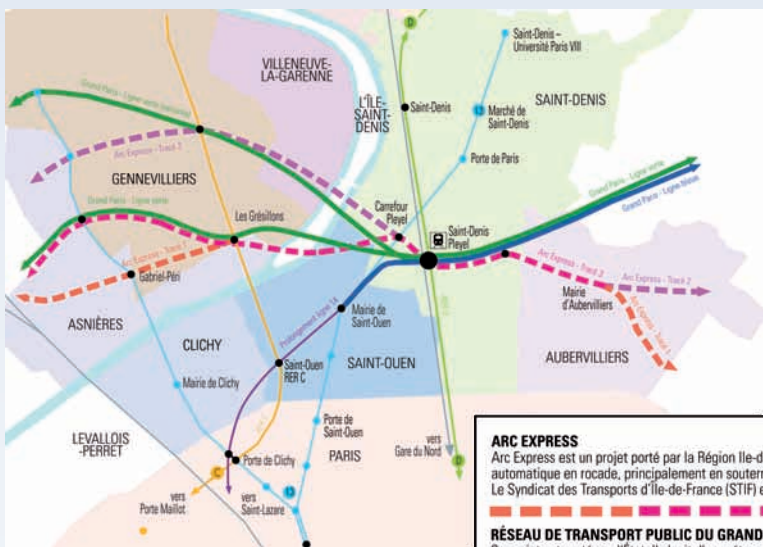 D
Saint-Denis –
Université Paris VIII
VILLENEUVE-
LA-GARENNE
L'ÎLE-
SAINT-
DENIS
Saint-Denis
13
Marché de
Saint-Denis
SAINT-DENIS
Grand Paris - Ligne verte (variante)
Arc Express - Tracé 2
Porte de Paris
GENNEVILLIERS
Grand Paris - Ligne verte
Grand Paris - Ligne verte
Grand Paris - Ligne bleue
Les Grésillons
Carrefour
Pleyel
Saint-Denis
Pleyel
Arc Express - Tracé 1
Gabriel-Péri
Arc Express - Tracé 2
Arc Express - Tracé 2
Mairie
d'Aubervilliers
Arc Express - Tracé 1
ASNIÈRES
CLICHY
Prolongement ligne 14
Mairie de
Saint-Ouen
SAINT-OUEN
AUBERVILLIERS
Saint-Ouen
RER C
Mairie de Clichy
LEVALLOIS-
PERRET
Porte de
Saint-Ouen
PARIS
vers
Gare du Nord
D
Porte de Clichy
C
vers
Porte Maillot
vers
Saint-Lazare
13
ARC EXPRESS
Arc Express est un projet porté par la Région Ile-d
automatique en rocade, principalement en souterr
Le Syndicat des Transports d'Île-de-France (STIF) e
RÉSEAU DE TRANSPORT PUBLIC DU GRAND